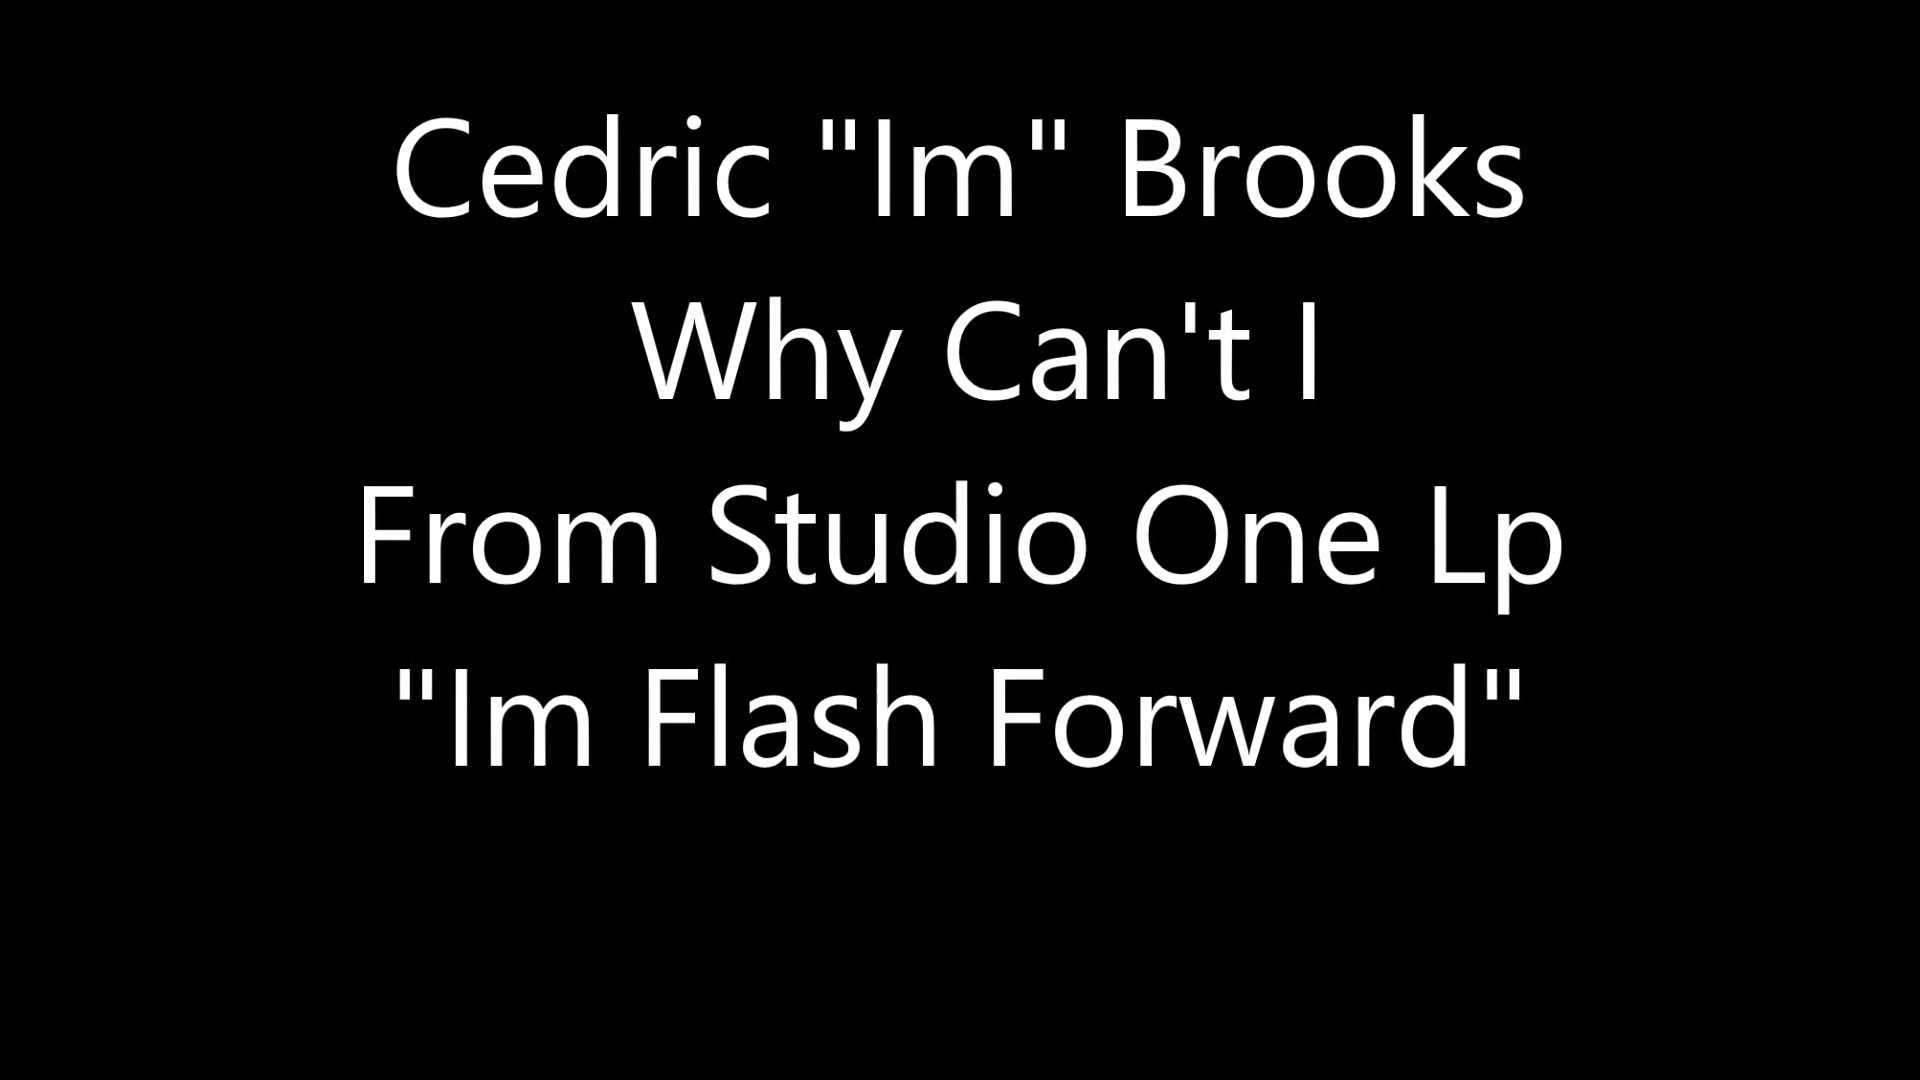 Cedric "Im" Brooks
Why Can't I
From Studio One Lp
"Im Flash Forward"